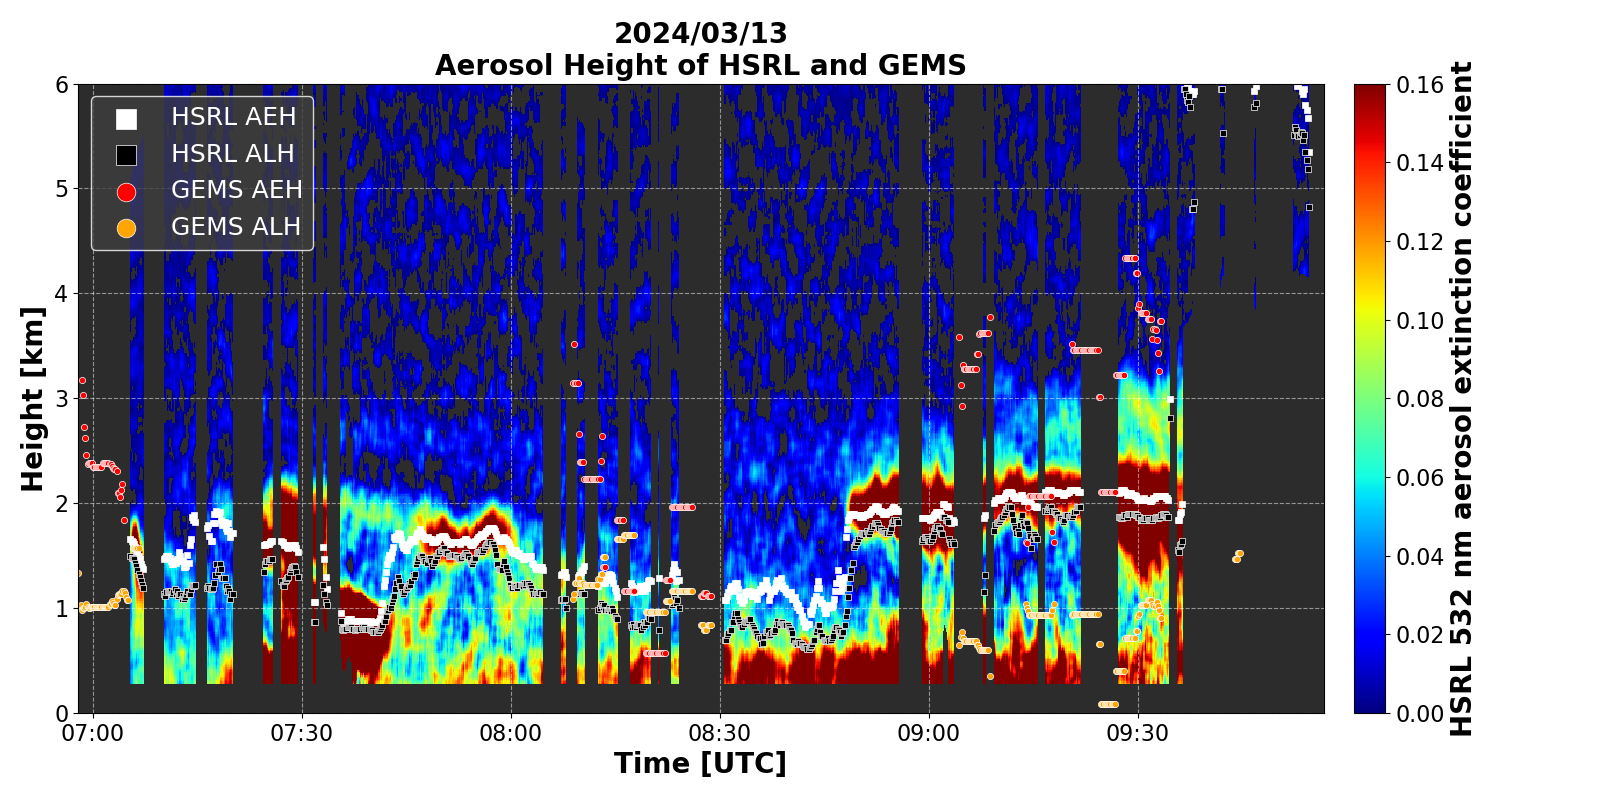 2024/03/13
Aerosol Height of HSRL and GEMS
HSRL AEH
HSRL ALH
GEMS AEH
GEMS ALH
6
5
4
3
2
1
0
Height [km]
07:00
07:30
08:00
08:30
09:00
09:30
Time [UTC]
0.16
0.14
0.12
0.10
0.08
0.06
0.04
0.02
0.00
HSRL 532 nm aerosol extinction coefficient